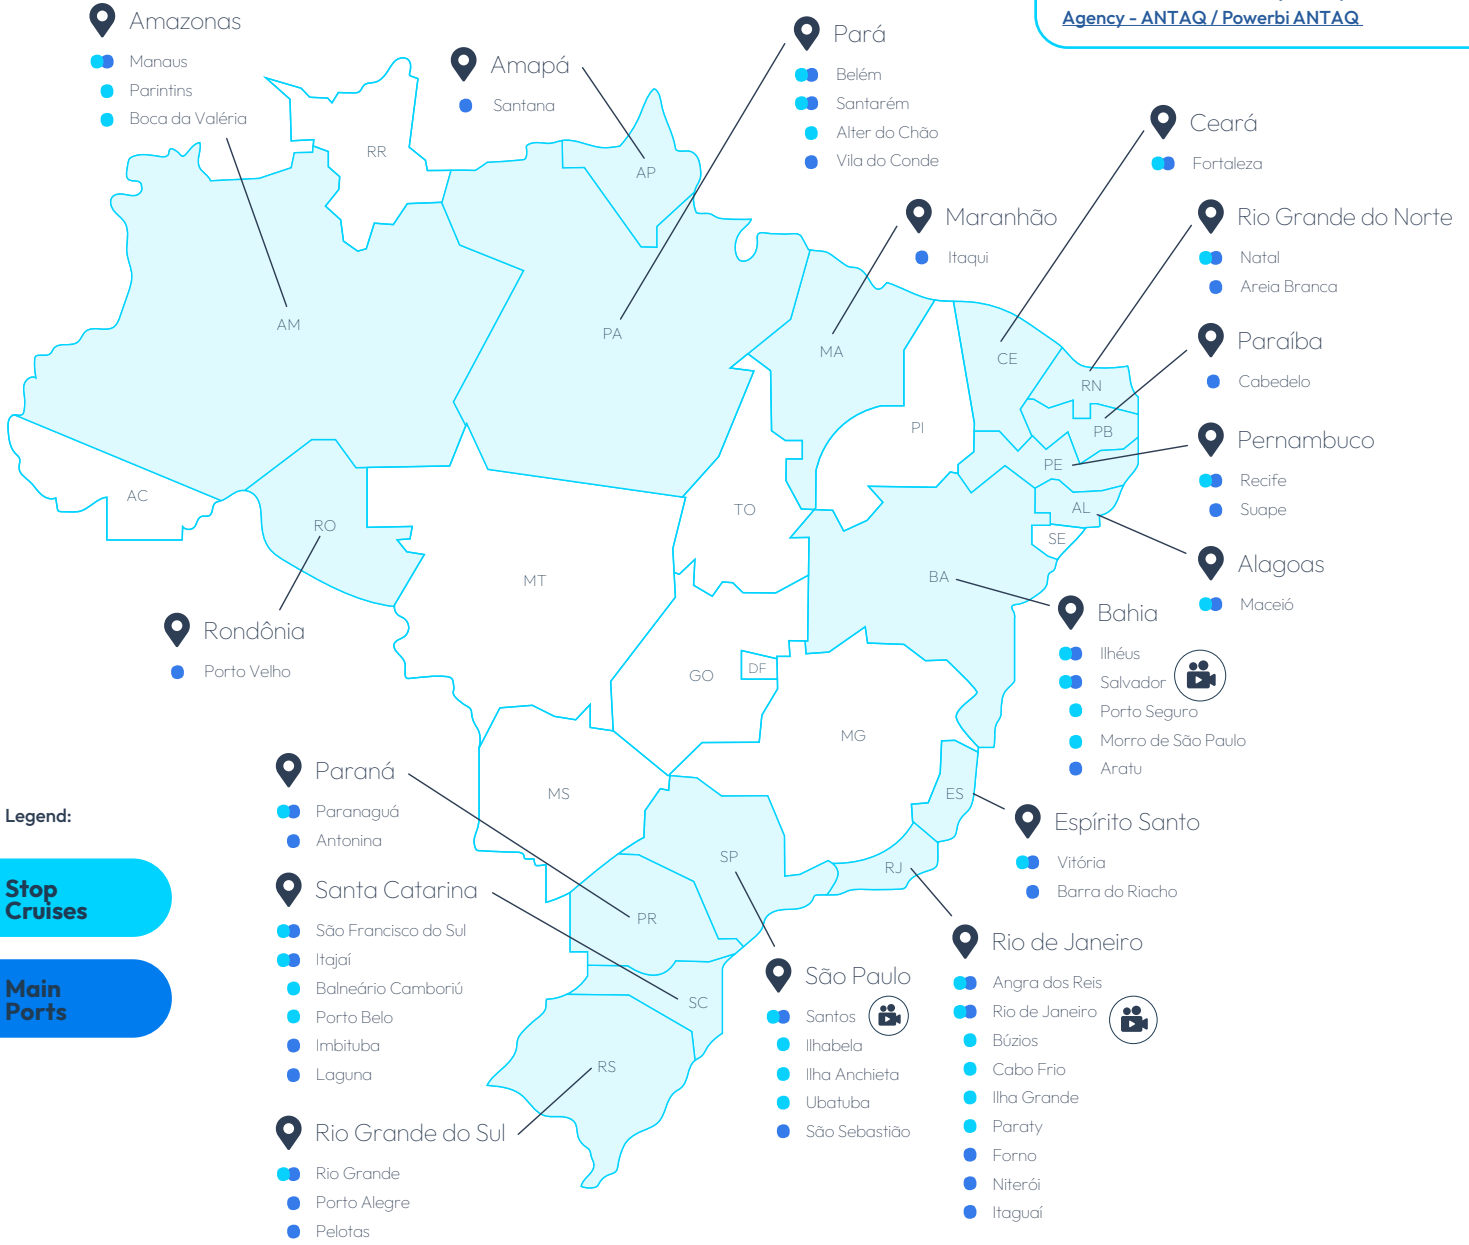 Agency - ANTAQ / Powerbi ANTAQ
Amazonas
Manaus
Parintins
Boca da Valéria
Amapá
Santana
Pará
Belém
Santarém
Alter do Chão
Vila do Conde
Ceará
Fortaleza
Maranhão
Itaqui
Rio Grande do Norte
Natal
Areia Branca
Paraíba
Cabedelo
Pernambuco
Recife
Suape
Alagoas
Maceió
Bahia
Ilhéus
Salvador
Porto Seguro
Morro de São Paulo
Aratu
Espírito Santo
Vitória
Barra do Riacho
Rio de Janeiro
Angra dos Reis
Rio de Janeiro
Búzios
Cabo Frio
Ilha Grande
Paraty
Forno
Niterói
Itaguaí
São Paulo
Santos
Ilhabela
Ilha Anchieta
Ubatuba
São Sebastião
Rondônia
Porto Velho
Paraná
Paranaguá
Antonina
Santa Catarina
São Francisco do Sul
Itajaí
Balneário Camboriú
Porto Belo
Imbituba
Laguna
Rio Grande do Sul
Rio Grande
Porto Alegre
Pelotas
Legend:
Stop
Cruises
Main
Ports
RR
AP
AM
PA
MA
CE
RN
PB
PI
PE
AL
SE
AC
RO
TO
MT
BA
GO
DF
MG
MS
ES
SP
RJ
PR
SC
RS